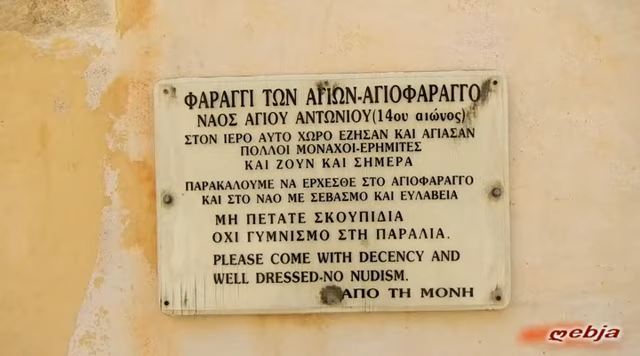 ΦΑΡΑΓΓΙ ΤΩΝ ΑΓΙΩΝ-ΑΓΙΟΦΑΡΑΓΓΟ
ΝΑΟΣ ΑΓΙΟΥ ΑΝΤΩΝΙΟΥ(14ου αιώνος)
ΣΤΟΝ ΙΕΡΟ ΑΥΤΟ ΧΩΡΟ ΕΖΗΣΑΝ ΚΑΙ ΑΓΙΑΣΑΝ
ΠΟΛΛΟΙ ΜΟΝΑΧΟΙ-ΕΡΗΜΙΤΕΣ
ΚΑΙ ΖΟΥΝ ΚΑΙ ΣΗΜΕΡΑ
ΠΑΡΑΚΑΛΟΥΜΕ ΝΑ ΕΡΧΕΣΘΕ ΣΤΟ ΑΓΙΟΦΑΡΑΓΓΟ
ΚΑΙ ΣΤΟ ΝΑΟ ΜΕ ΣΕΒΑΣΜΟ ΚΑΙ ΕΥΛΑΒΕΙΑ
ΜΗ ΠΕΤΑΤΕ ΣΚΟΥΠΙΔΙΑ
ΟΧΙ ΓΥΜΝΙΣΜΟ ΣΤΗ ΠΑΡΑΛΙΑ.
PLEASE COME WITH DECENCY AND
WELL DRESSED-NO NUDISM.
ΑΠΟ ΤΗ ΜΟΝΗ